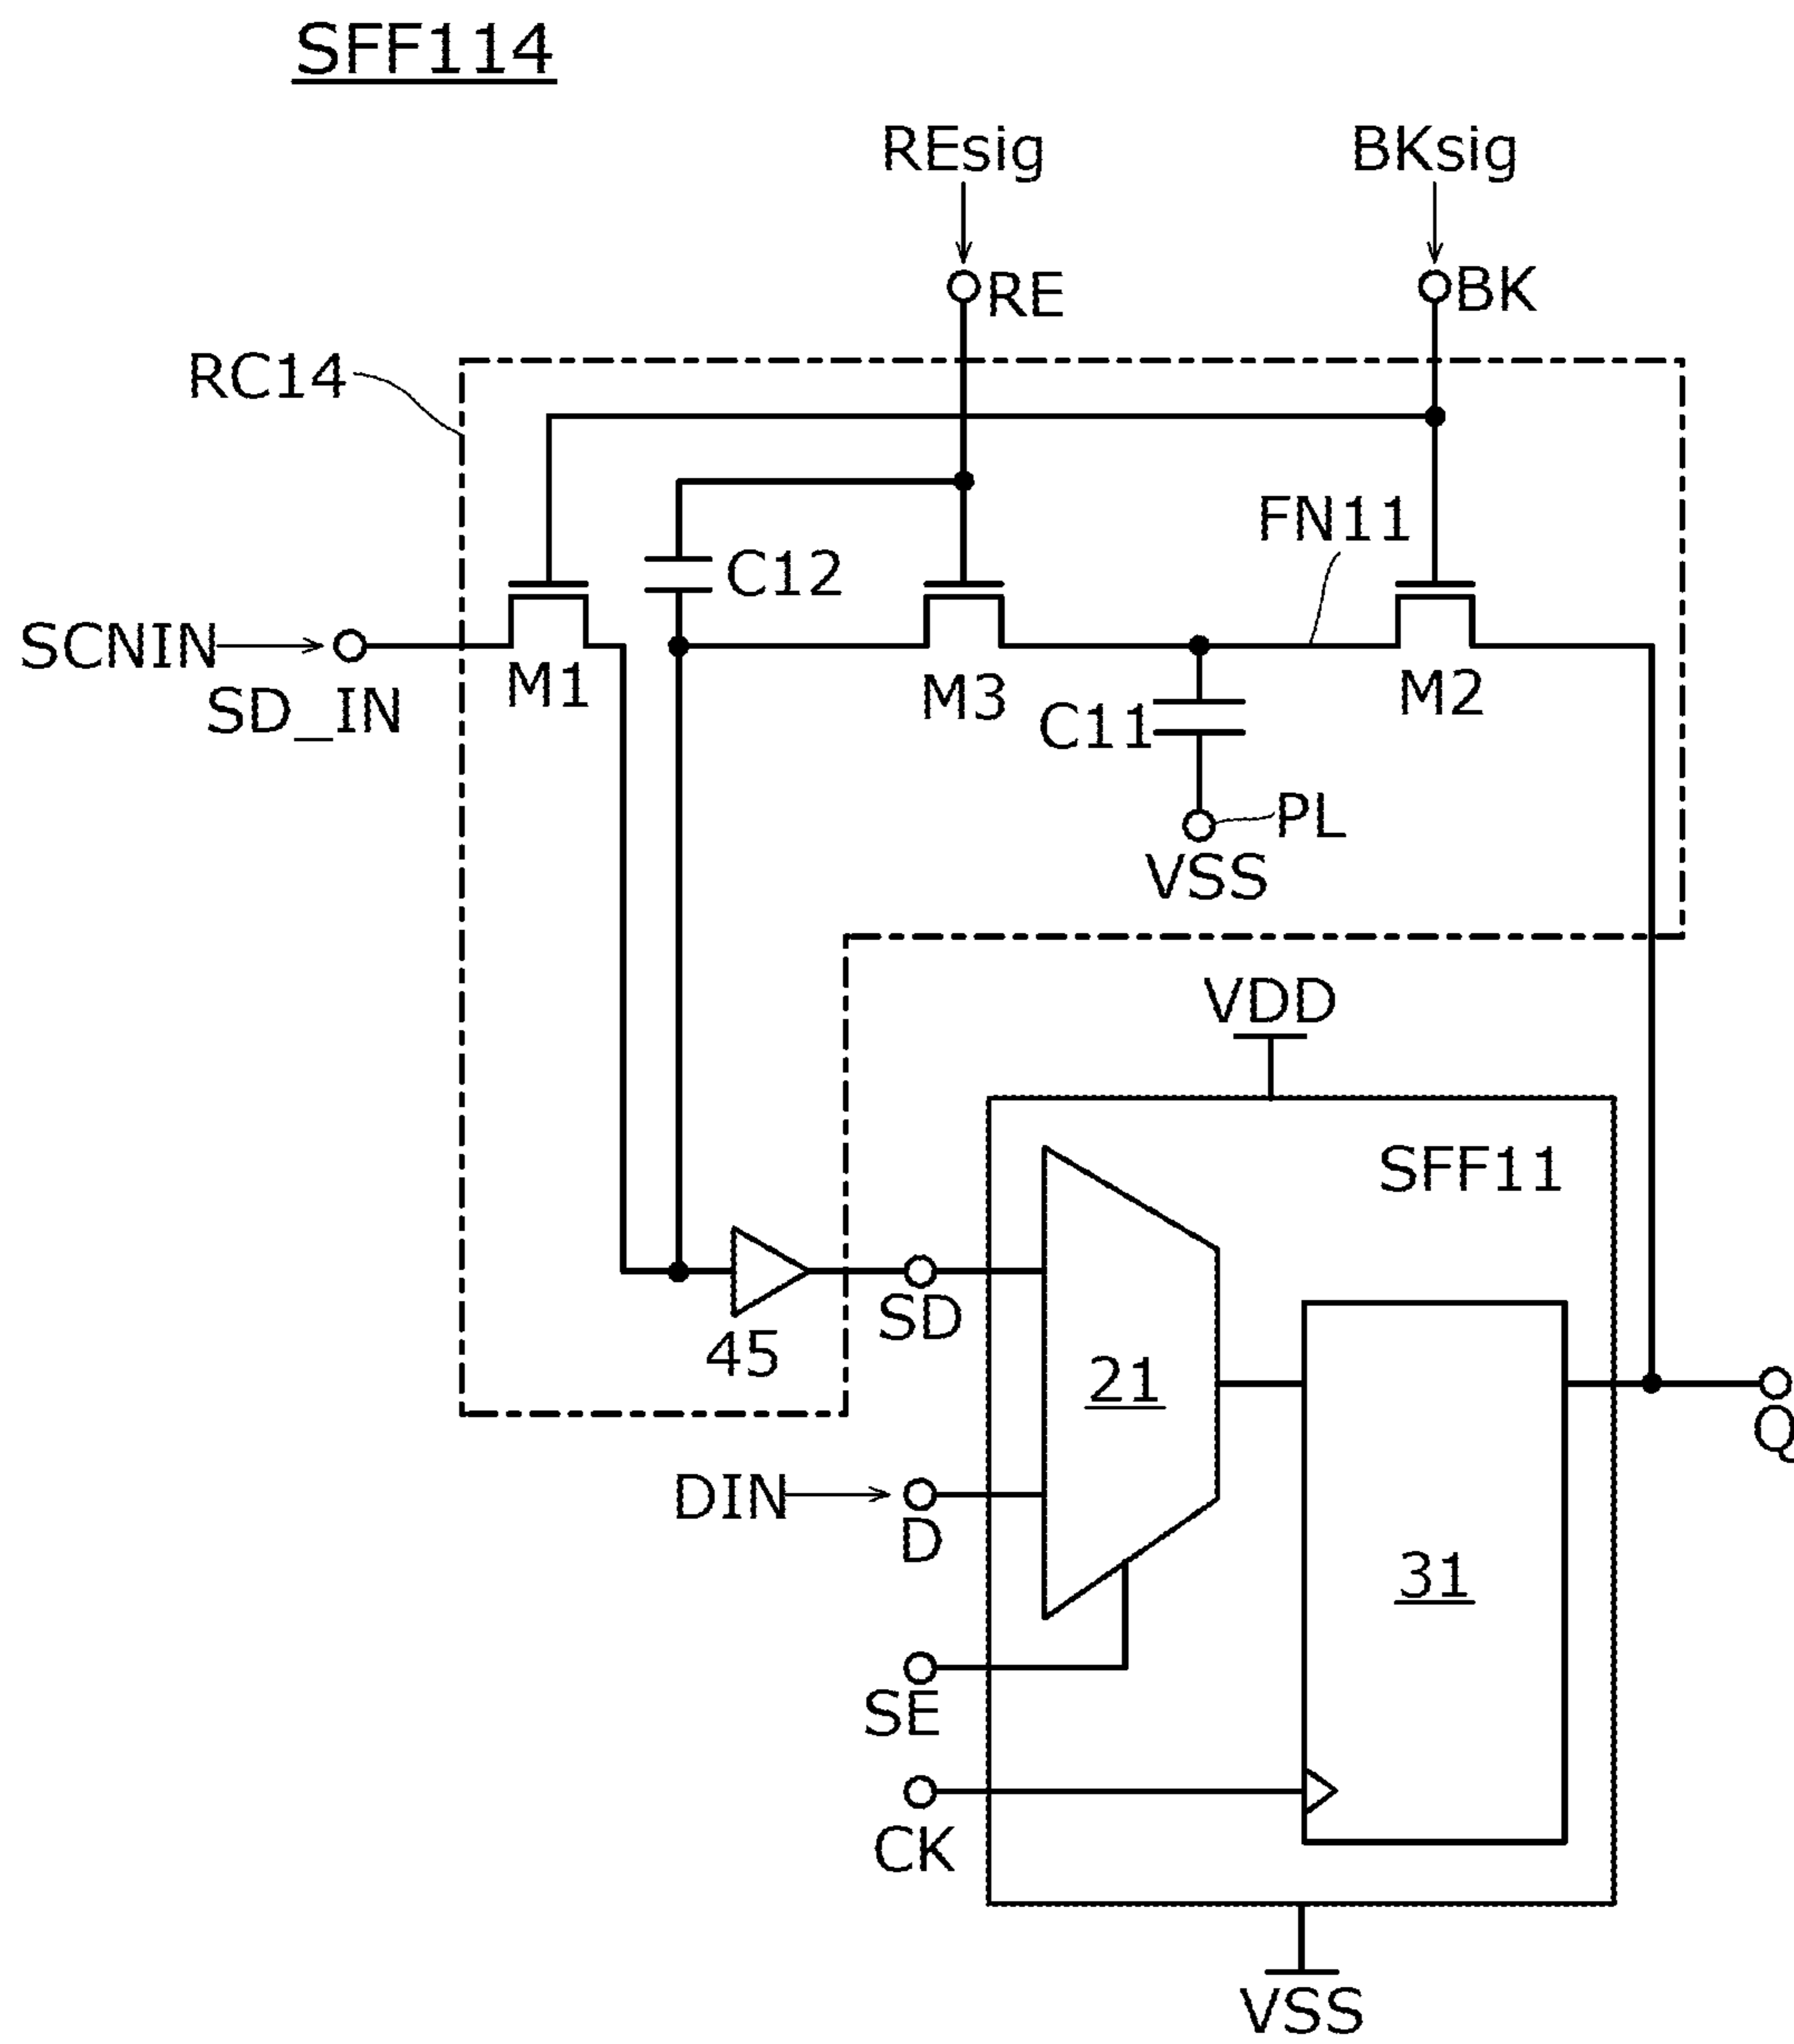 SFF114
REsig
BKsig
RE
BK
RC14
FN11
C12
SCNIN
SD_IN
M1
M3
M2
C11
PL
VSS
VDD
SFF11
SD
45
21
Q
DIN
D
31
SE
CK
VSS